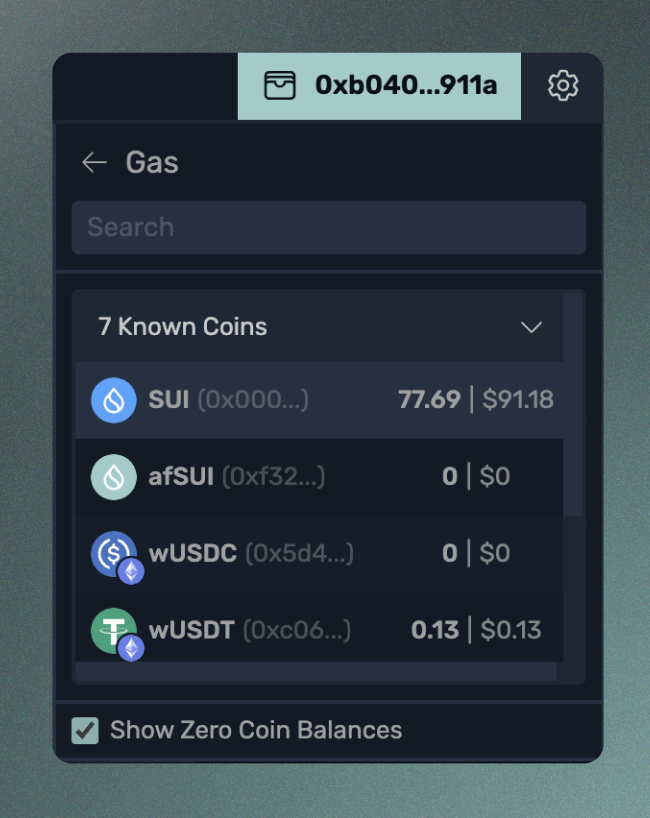 0xb040...911a
Gas
Search
7 Known Coins
SUI (0x000...) 77.69 | $91.18
afSUI (0xf32...) 0 | $0
wUSDC (0x5d4...) 0 | $0
wUSDT (0xc06...) 0.13 | $0.13
Show Zero Coin Balances